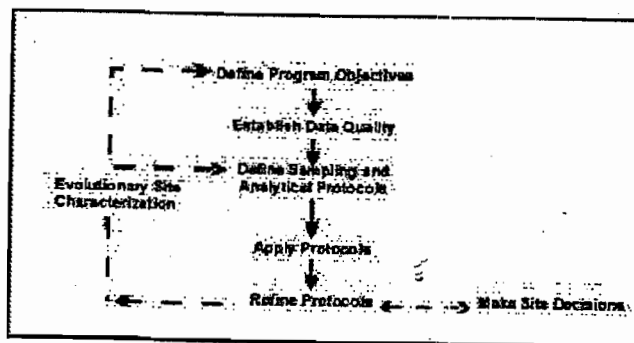 Define Program Objectives
Establish Data Quality
Define Sampling and
Analytical Protocols
Evolutionary Site
Characterization
Apply Protocols
Refine Protocols
Make Site Decisions